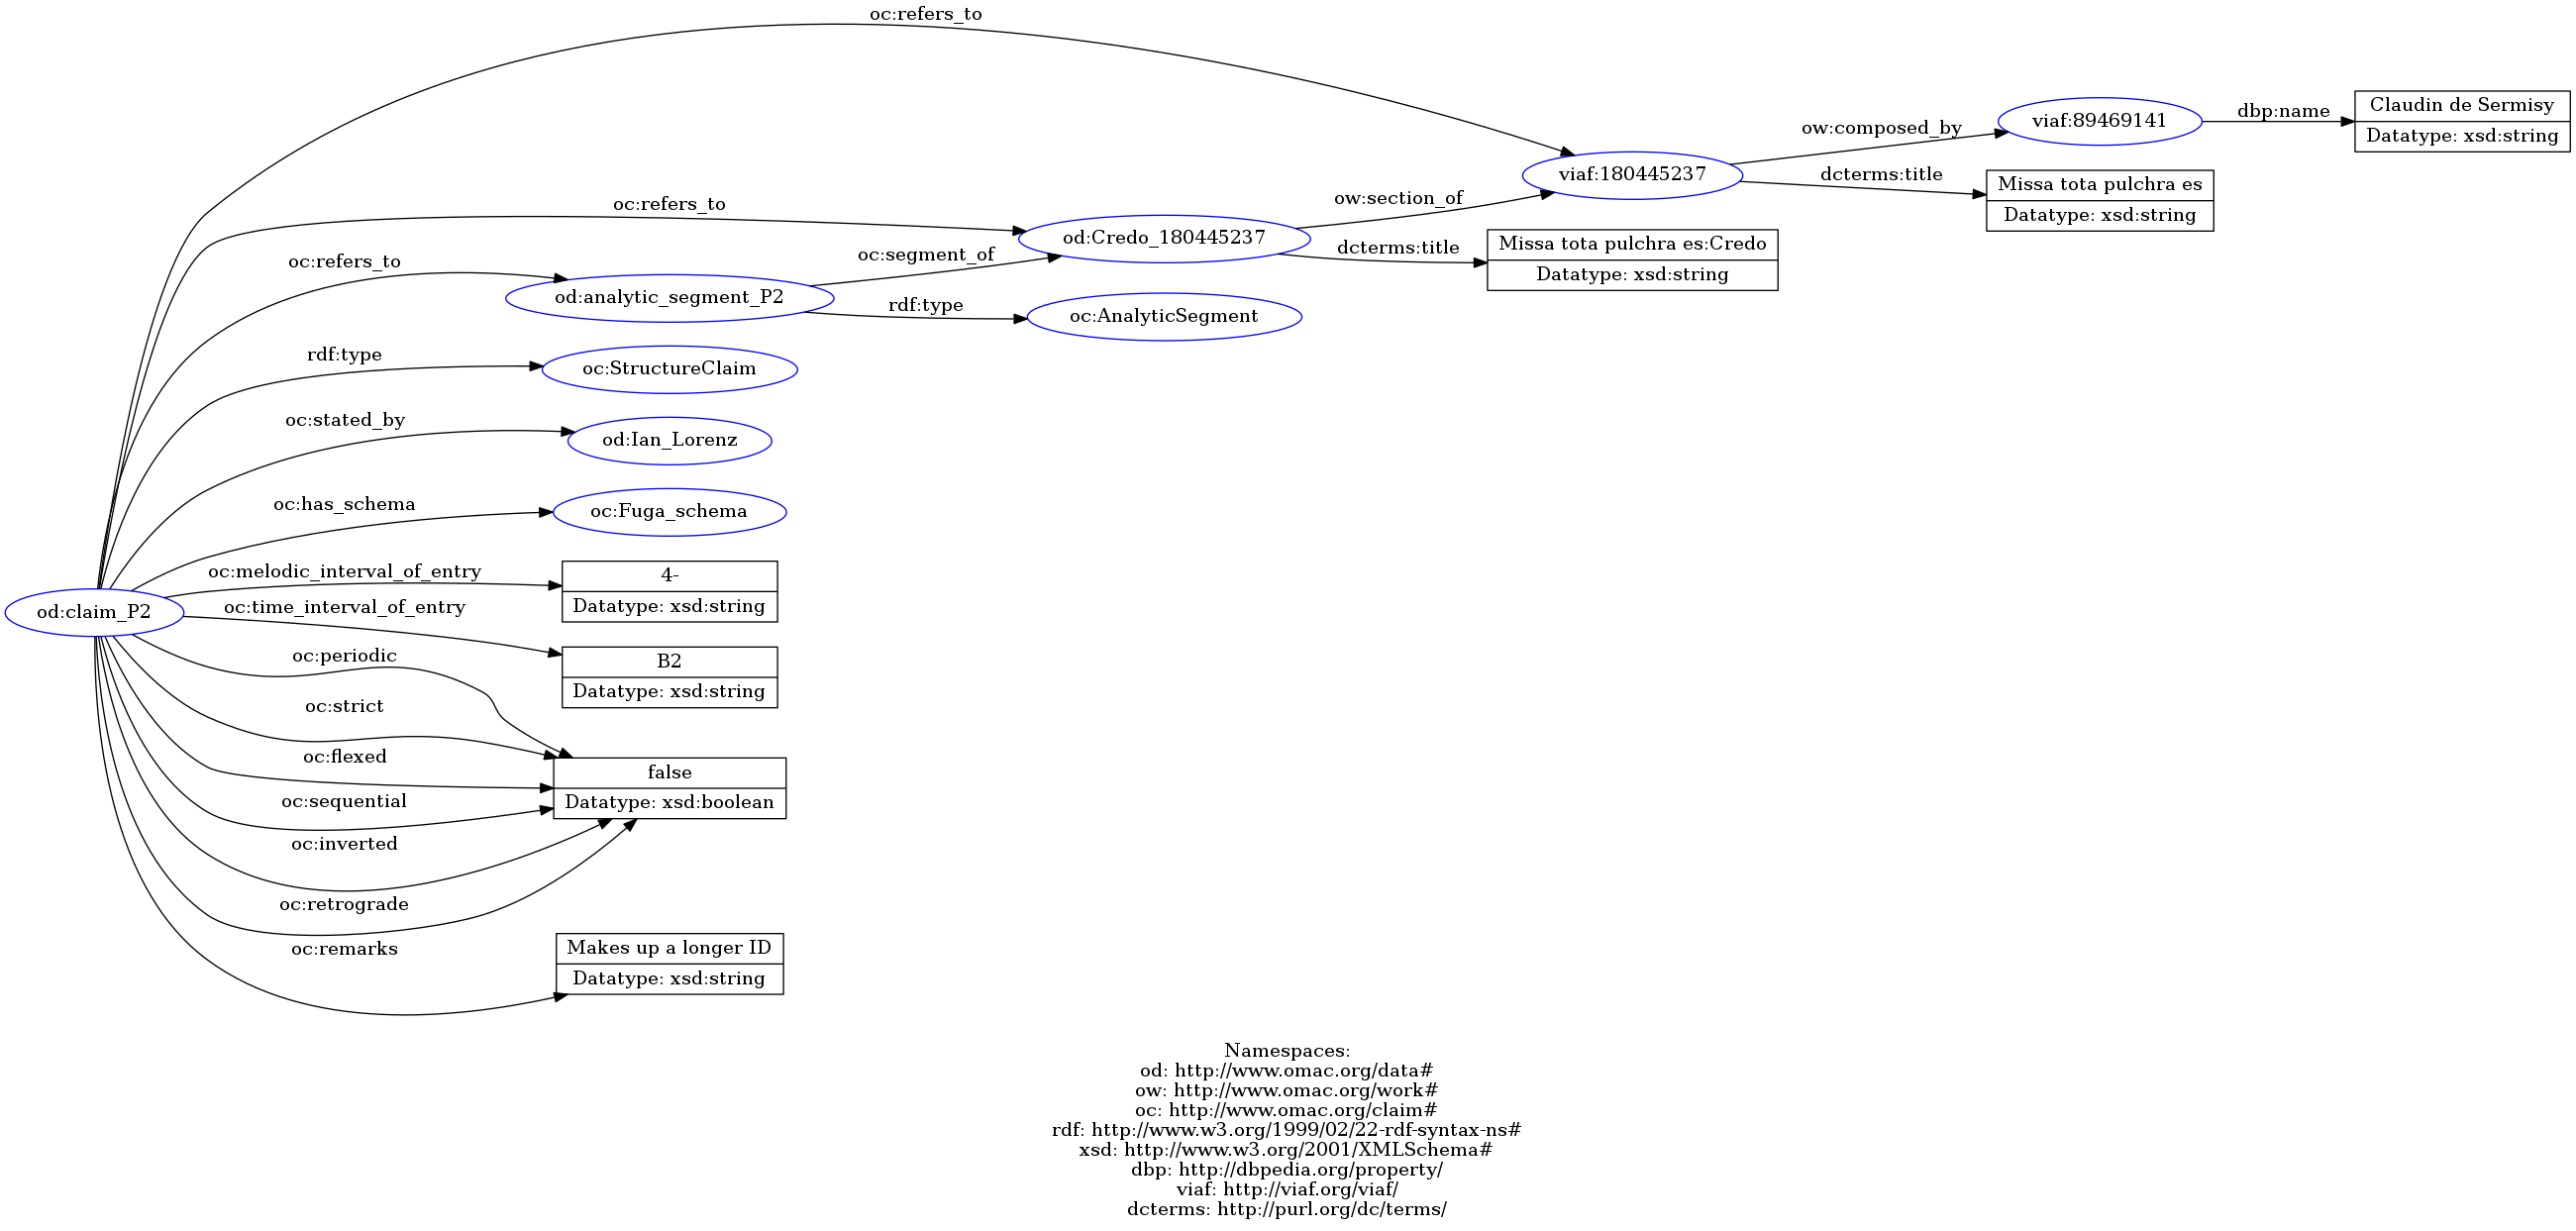 oc:refers_to
Claudin de Sermisy
dbp:name
viaf:89469141
ow:composed_by
Datatype: xsd:string
viaf:180445237
dcterms:title
Missa tota pulchra es
Datatype: xsd:string
oc:refers_to
ow:section_of
od:Credo_180445237
dcterms:title
Missa tota pulchra es:Credo
Datatype: xsd:string
oc:refers_to
oc:segment_of
od:analytic_segment_P2
rdf:type
oc:AnalyticSegment
rdf:type
oc:StructureClaim
oc:stated_by
od:Ian_Lorenz
oc:has_schema
oc:Fuga_schema
oc:melodic_interval_of_entry
4-
Datatype: xsd:string
od:claim_P2
oc:time_interval_of_entry
B2
Datatype: xsd:string
oc:periodic
oc:strict
oc:flexed
false
Datatype: xsd:boolean
oc:sequential
oc:inverted
oc:retrograde
oc:remarks
Makes up a longer ID
Datatype: xsd:string
Namespaces:
od: http://www.omac.org/data#
ow: http://www.omac.org/work#
oc: http://www.omac.org/claim#
rdf: http://www.w3.org/1999/02/22-rdf-syntax-ns#
xsd: http://www.w3.org/2001/XMLSchema#
dbp: http://dbpedia.org/property/
viaf: http://viaf.org/viaf/
dcterms: http://purl.org/dc/terms/